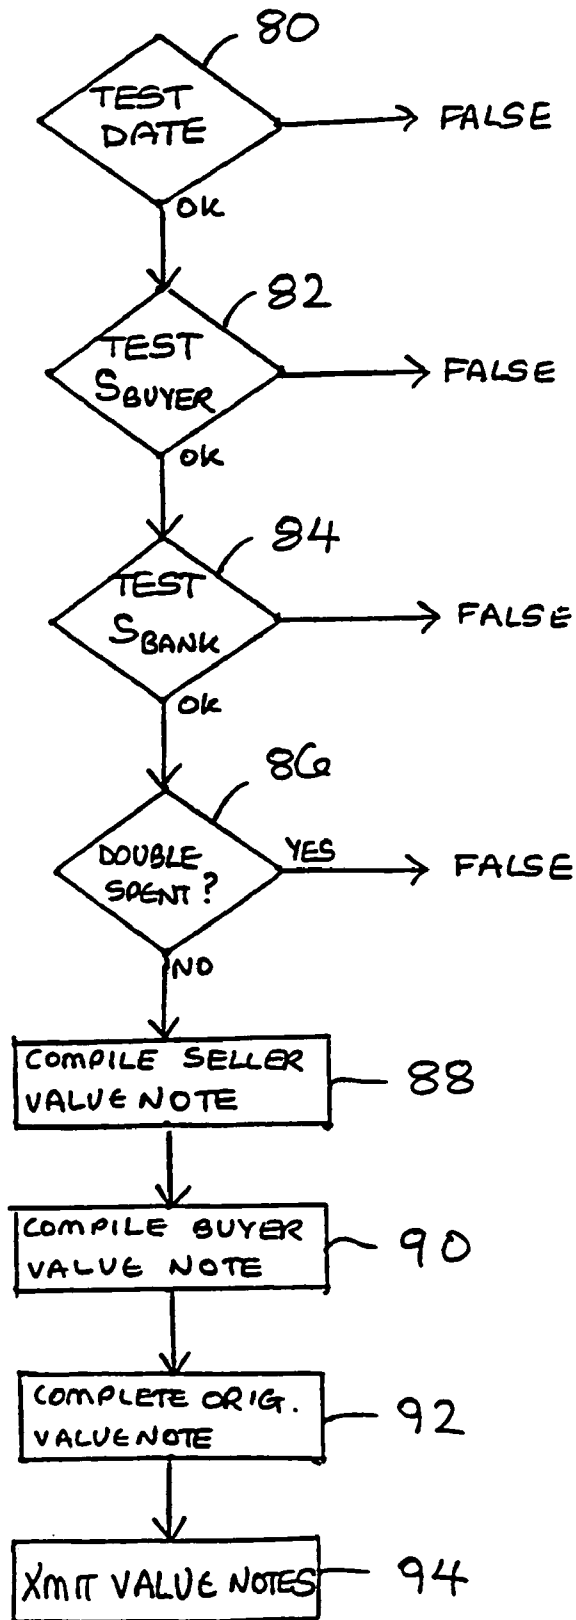 80
TEST
DATE
FALSE
OK
82
TEST
SBUYER
FALSE
OK
84
TEST
SBANK
FALSE
OK
86
DOUBLE
SPENT?
YES
FALSE
NO
COMPILE SELLER
VALUE NOTE
88
COMPILE BUYER
VALUE NOTE
90
COMPLETE ORIG.
VALUE NOTE
92
XMIT VALUE NOTES
94